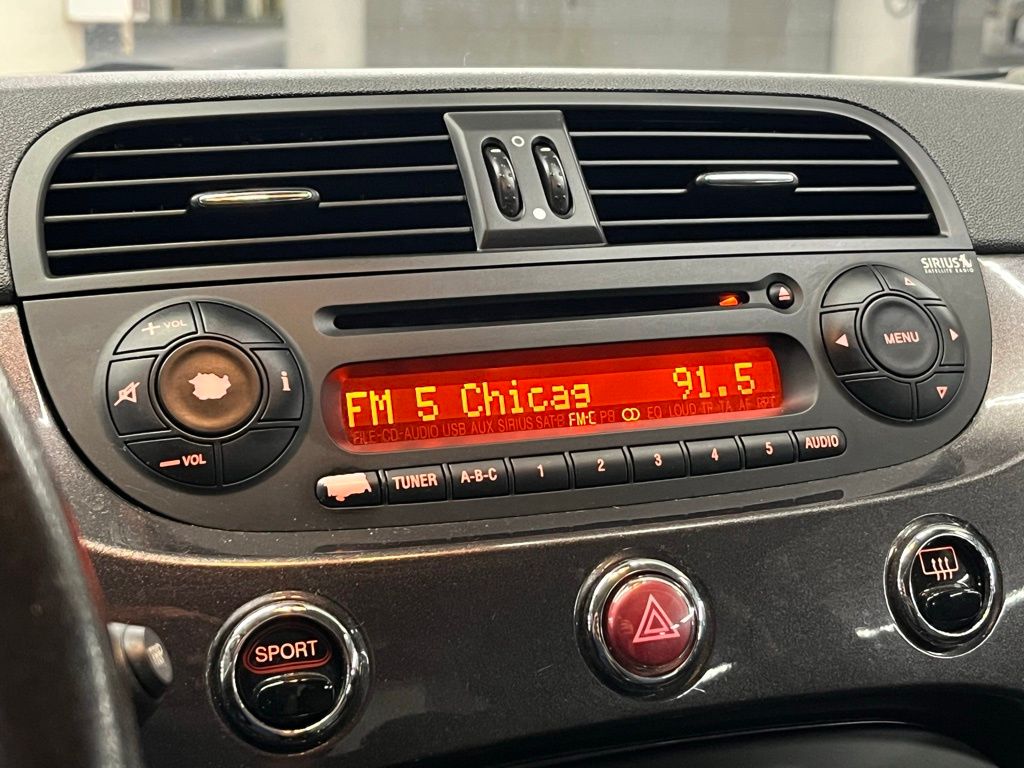 SIRIUS
SATELLITE RADIO
+ VOL
MENU
i
FM 5 Chicag 91.5
FILE-CD-AUDIO USB AUX SIRIUS SAT-B FM-C P8 EQ LOUD TP TA AF RPT
- VOL
TUNER A-B-C 1 2 3 4 5 AUDIO
SPORT